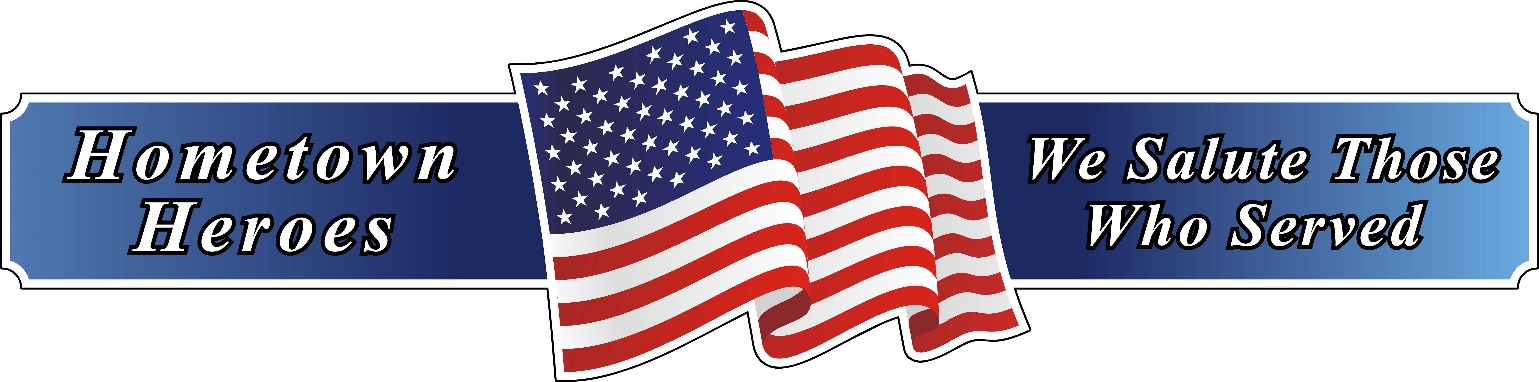 Hometown
Heroes
We Salute Those
Who Served